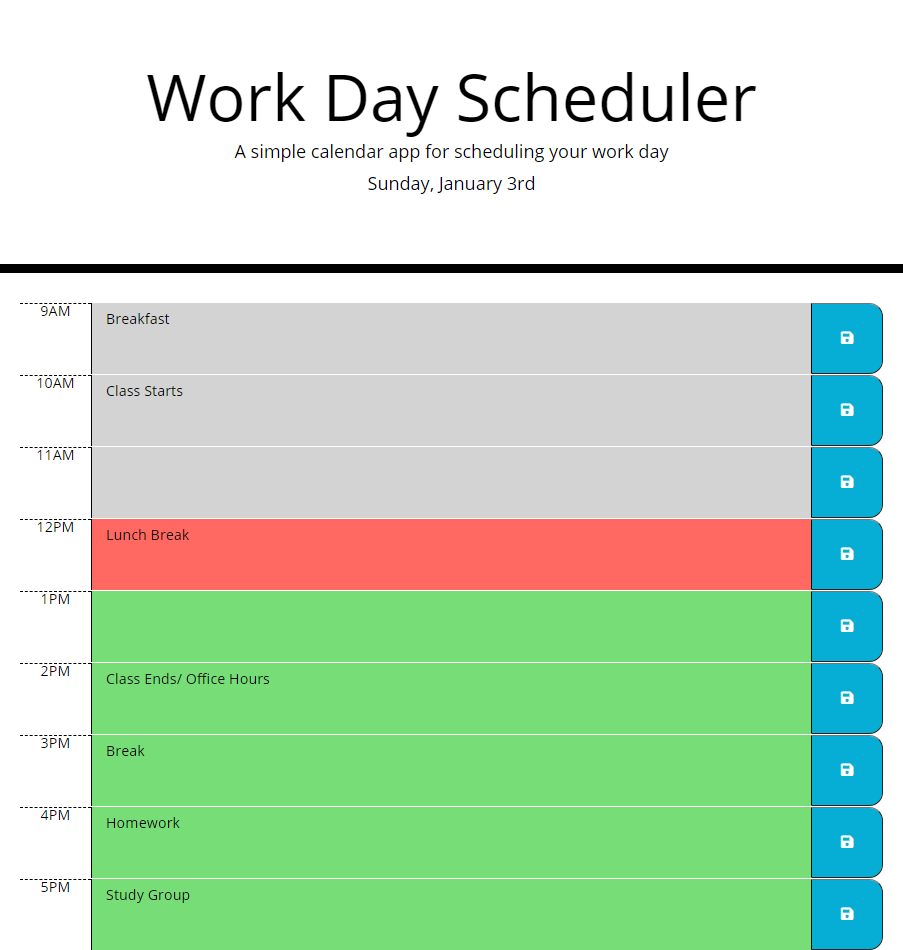 Work Day Scheduler
A simple calendar app for scheduling your work day
Sunday, January 3rd
9AM Breakfast
10AM Class Starts
11AM
12PM Lunch Break
1PM
2PM Class Ends/ Office Hours
3PM Break
4PM Homework
5PM Study Group